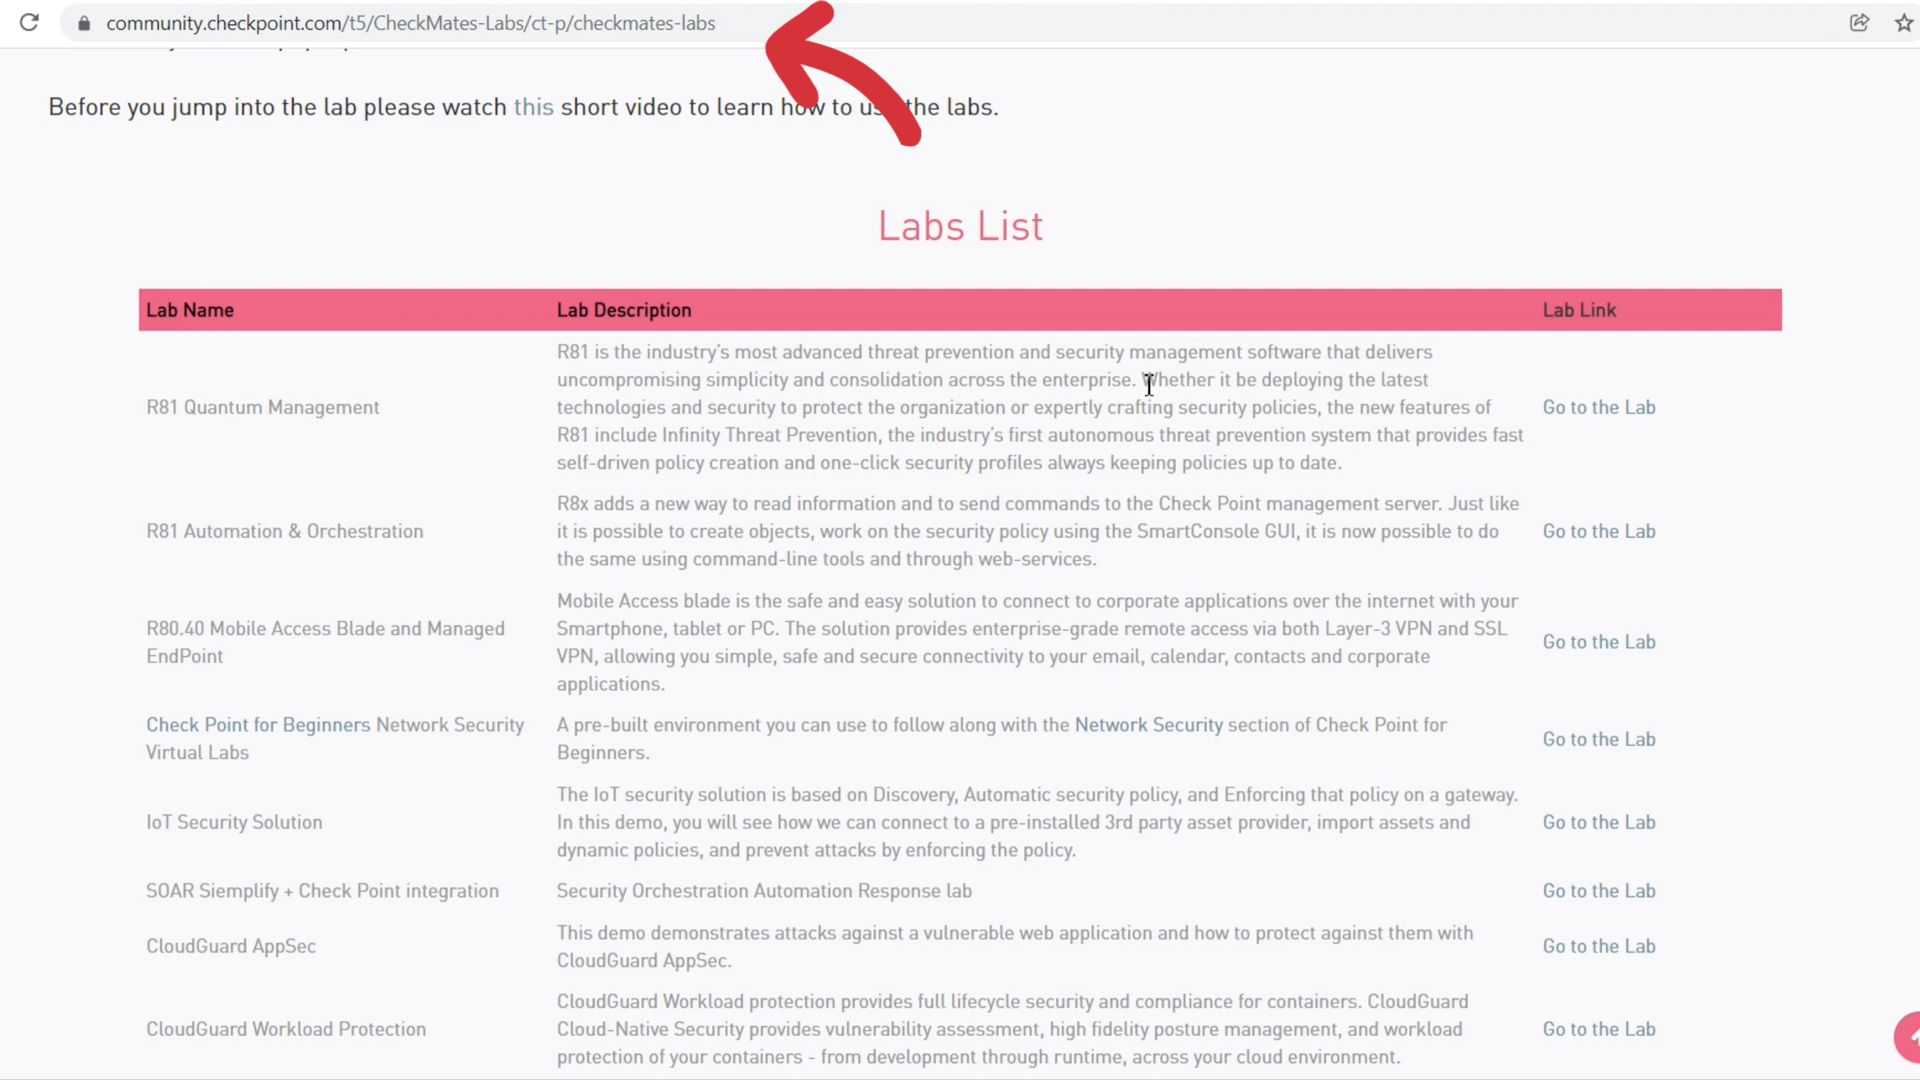 community.checkpoint.com/t5/CheckMates-Labs/ct-p/checkmates-labs
Before you jump into the lab please watch this short video to learn how to use the labs.
Labs List
Lab Name Lab Description Lab Link
R81 Quantum Management
R81 is the industry's most advanced threat prevention and security management software that delivers
uncompromising simplicity and consolidation across the enterprise. Whether it be deploying the latest
technologies and security to protect the organization or expertly crafting security policies, the new features of
R81 include Infinity Threat Prevention, the industry's first autonomous threat prevention system that provides fast
self-driven policy creation and one-click security profiles always keeping policies up to date.
Go to the Lab
R81 Automation & Orchestration
R8x adds a new way to read information and to send commands to the Check Point management server. Just like
it is possible to create objects, work on the security policy using the SmartConsole GUI, it is now possible to do
the same using command-line tools and through web-services.
Go to the Lab
R80.40 Mobile Access Blade and Managed
EndPoint
Mobile Access blade is the safe and easy solution to connect to corporate applications over the internet with your
Smartphone, tablet or PC. The solution provides enterprise-grade remote access via both Layer-3 VPN and SSL
VPN, allowing you simple, safe and secure connectivity to your email, calendar, contacts and corporate
applications.
Go to the Lab
Check Point for Beginners Network Security
Virtual Labs
A pre-built environment you can use to follow along with the Network Security section of Check Point for
Beginners.
Go to the Lab
IoT Security Solution
The IoT security solution is based on Discovery, Automatic security policy, and Enforcing that policy on a gateway.
In this demo, you will see how we can connect to a pre-installed 3rd party asset provider, import assets and
dynamic policies, and prevent attacks by enforcing the policy.
Go to the Lab
SOAR Siemplify + Check Point integration
Security Orchestration Automation Response lab
Go to the Lab
CloudGuard AppSec
This demo demonstrates attacks against a vulnerable web application and how to protect against them with
CloudGuard AppSec.
Go to the Lab
CloudGuard Workload Protection
CloudGuard Workload protection provides full lifecycle security and compliance for containers. CloudGuard
Cloud-Native Security provides vulnerability assessment, high fidelity posture management, and workload
protection of your containers - from development through runtime, across your cloud environment.
Go to the Lab